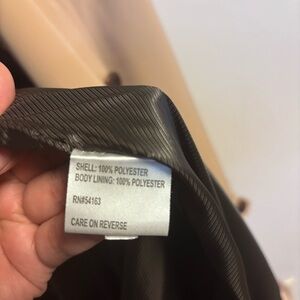 SHELL: 100% POLYESTER
BODY LINING: 100% POLYESTER
RN#54163
CARE ON REVERSE